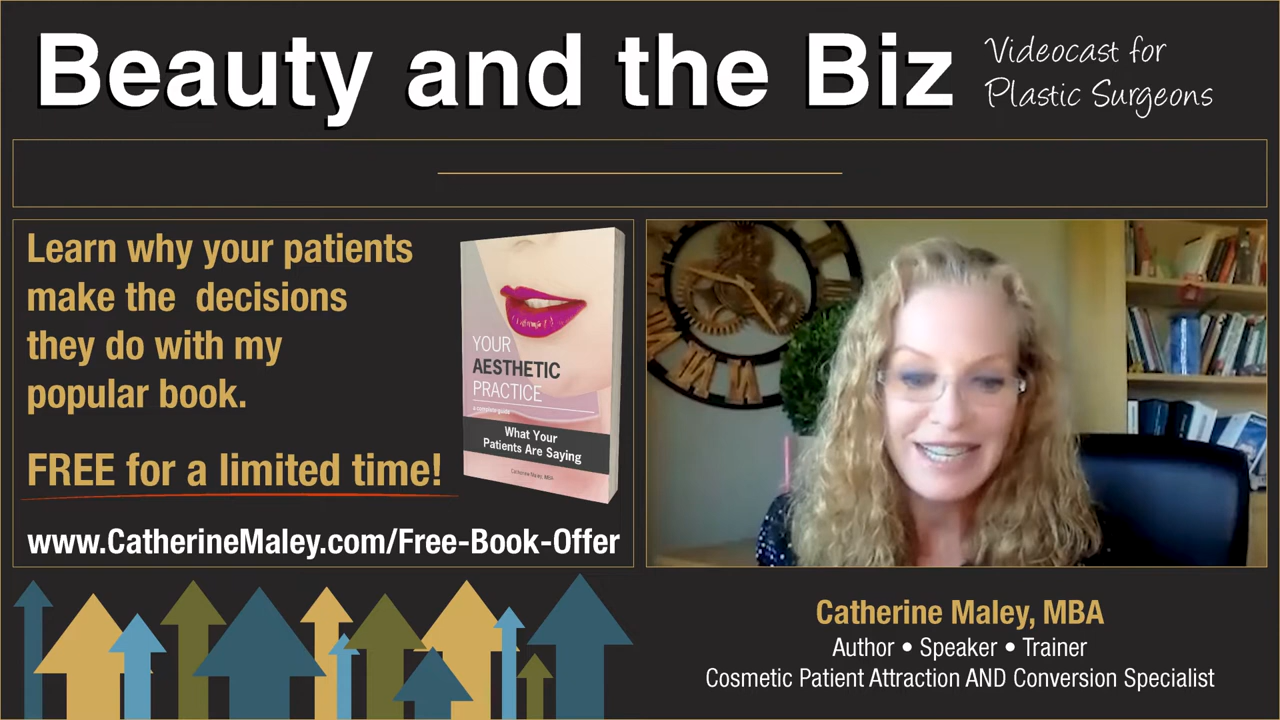 Beauty and the Biz
Videocast for
Plastic Surgeons
Learn why your patients
make the decisions
they do with my
popular book.
FREE for a limited time!
www.CatherineMaley.com/Free-Book-Offer
YOUR
AESTHETIC
PRACTICE
a complete guide
What Your
Patients Are Saying
Catherine Maley, MBA
Catherine Maley, MBA
Author • Speaker • Trainer
Cosmetic Patient Attraction AND Conversion Specialist